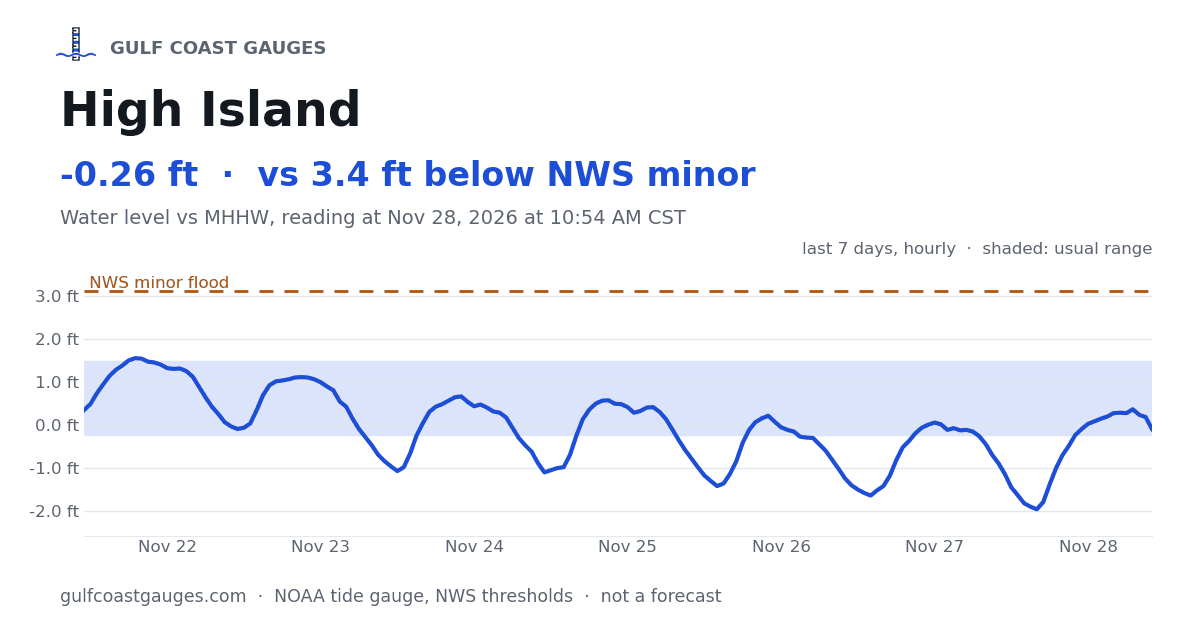 GULF COAST GAUGES
High Island
-0.26 ft · vs 3.4 ft below NWS minor
Water level vs MHHW, reading at Nov 28, 2026 at 10:54 AM CST
last 7 days, hourly · shaded: usual range
NWS minor flood
3.0 ft
2.0 ft
1.0 ft
0.0 ft
-1.0 ft
-2.0 ft
Nov 22 Nov 23 Nov 24 Nov 25 Nov 26 Nov 27 Nov 28
gulfcoastgauges.com · NOAA tide gauge, NWS thresholds · not a forecast